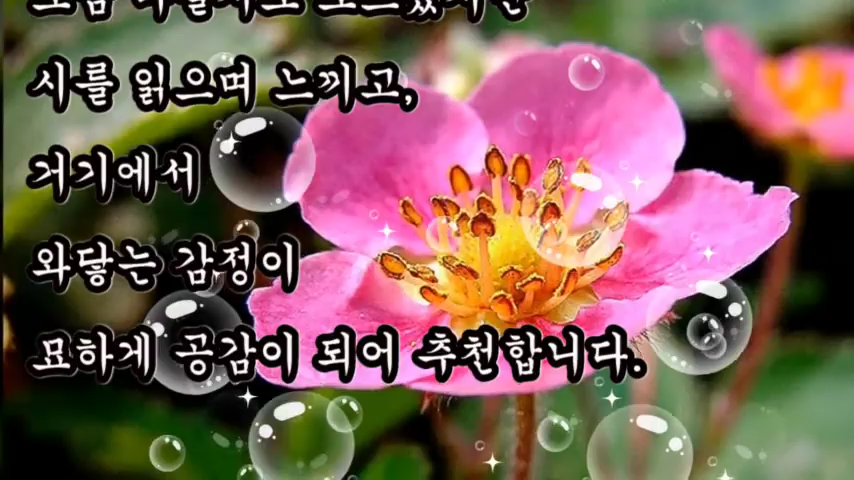 시를 읽으며 느끼고,
거기에서
와닿는 감정이
묘하게 공감이 되어 추천합니다.